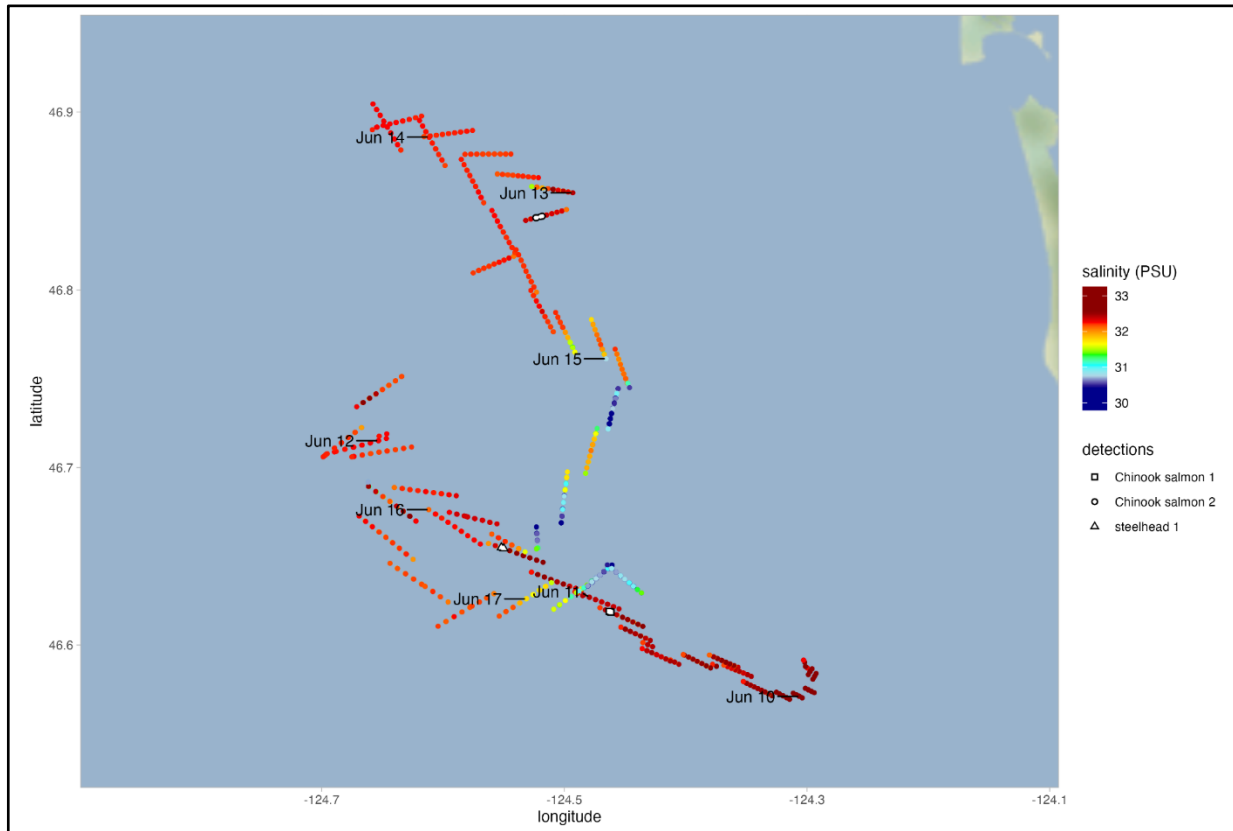 46.9
46.8
46.7
46.6
latitude
-124.7
-124.5
-124.3
-124.1
longitude
Jun 14
Jun 13
Jun 15
Jun 12
Jun 16
Jun 17
Jun 11
Jun 10
salinity (PSU)
33
32
31
30
detections
Chinook salmon 1
Chinook salmon 2
steelhead 1